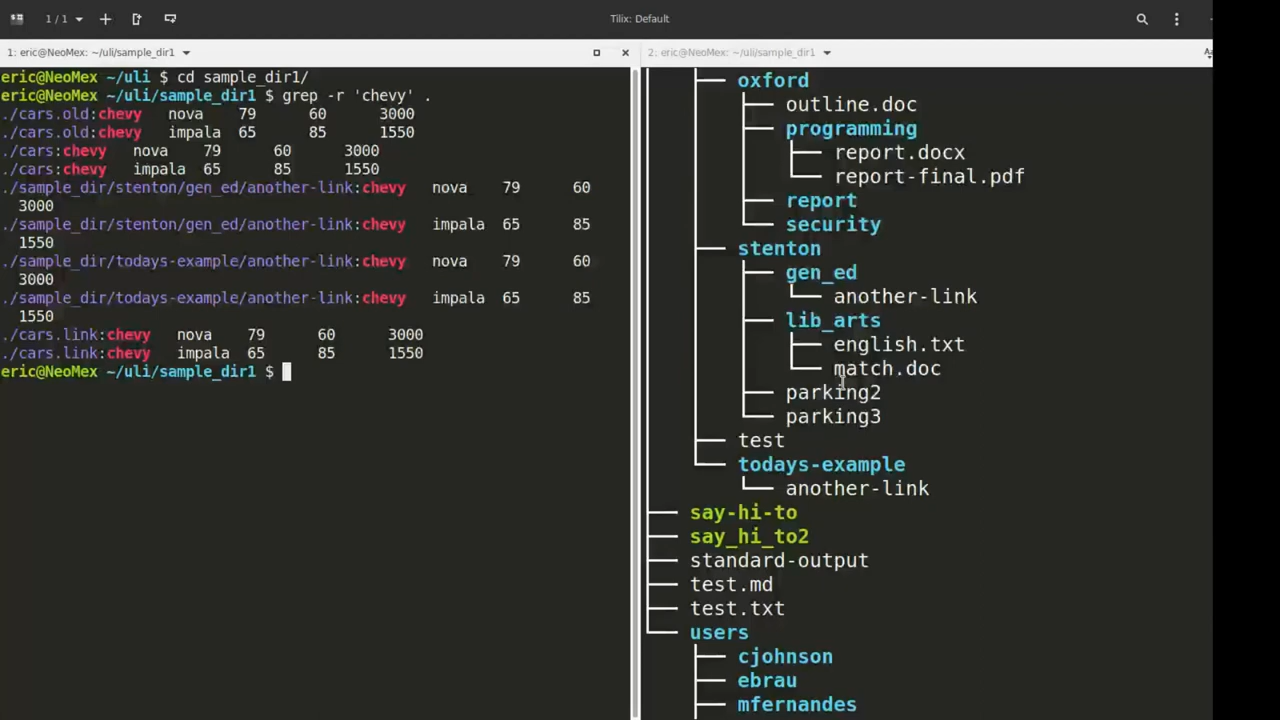 1 / 1
Tilix: Default
1: eric@NeoMex: ~/uli/sample_dir1
eric@NeoMex ~/uli $ cd sample_dir1/
eric@NeoMex ~/uli/sample_dir1 $ grep -r 'chevy' .
./cars.old:chevy nova 79 60 3000
./cars.old:chevy impala 65 85 1550
./cars:chevy nova 79 60 3000
./cars:chevy impala 65 85 1550
./sample_dir/stenton/gen_ed/another-link:chevy nova 79 60
3000
./sample_dir/stenton/gen_ed/another-link:chevy impala 65 85
1550
./sample_dir/todays-example/another-link:chevy nova 79 60
3000
./sample_dir/todays-example/another-link:chevy impala 65 85
1550
./cars.link:chevy nova 79 60 3000
./cars.link:chevy impala 65 85 1550
eric@NeoMex ~/uli/sample_dir1 $
2: eric@NeoMex: ~/uli/sample_dir1
oxford
outline.doc
programming
report.docx
report-final.pdf
report
security
stenton
gen_ed
another-link
lib_arts
english.txt
match.doc
parking2
parking3
test
todays-example
another-link
say-hi-to
say_hi_to2
standard-output
test.md
test.txt
users
cjohnson
ebrau
mfernandes